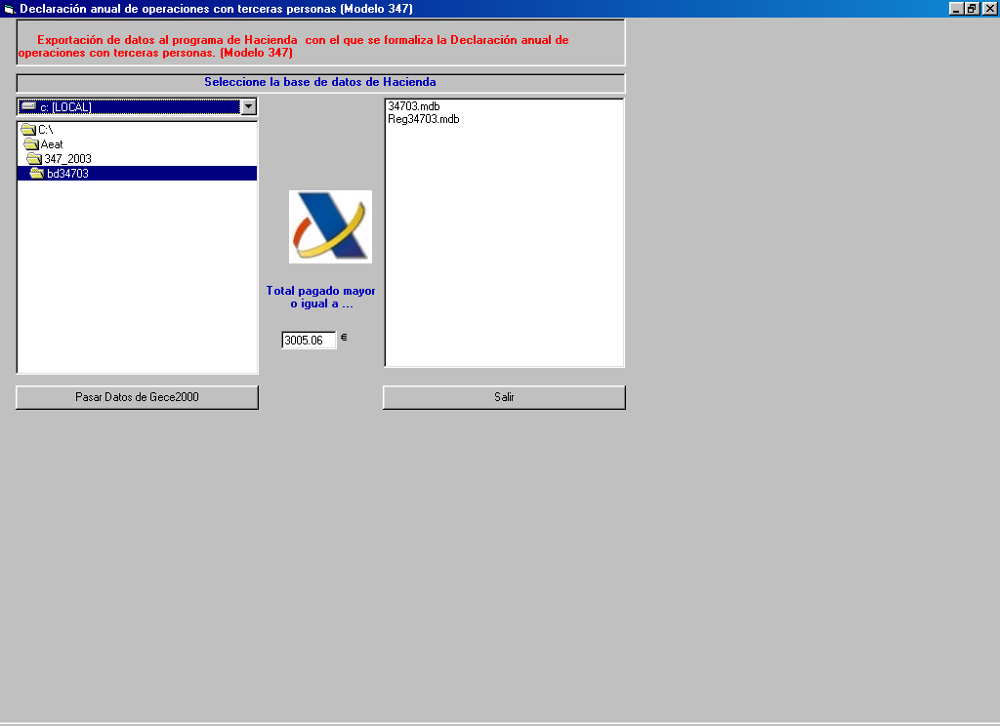 Declaración anual de operaciones con terceras personas (Modelo 347)
Exportación de datos al programa de Hacienda con el que se formaliza la Declaración anual de
operaciones con terceras personas. (Modelo 347)
Seleccione la base de datos de Hacienda
c: [LOCAL]
C:\
Aeat
347_2003
bd34703
34703.mdb
Reg34703.mdb
Total pagado mayor
o igual a ...
3005.06 €
Pasar Datos de Gece2000
Salir